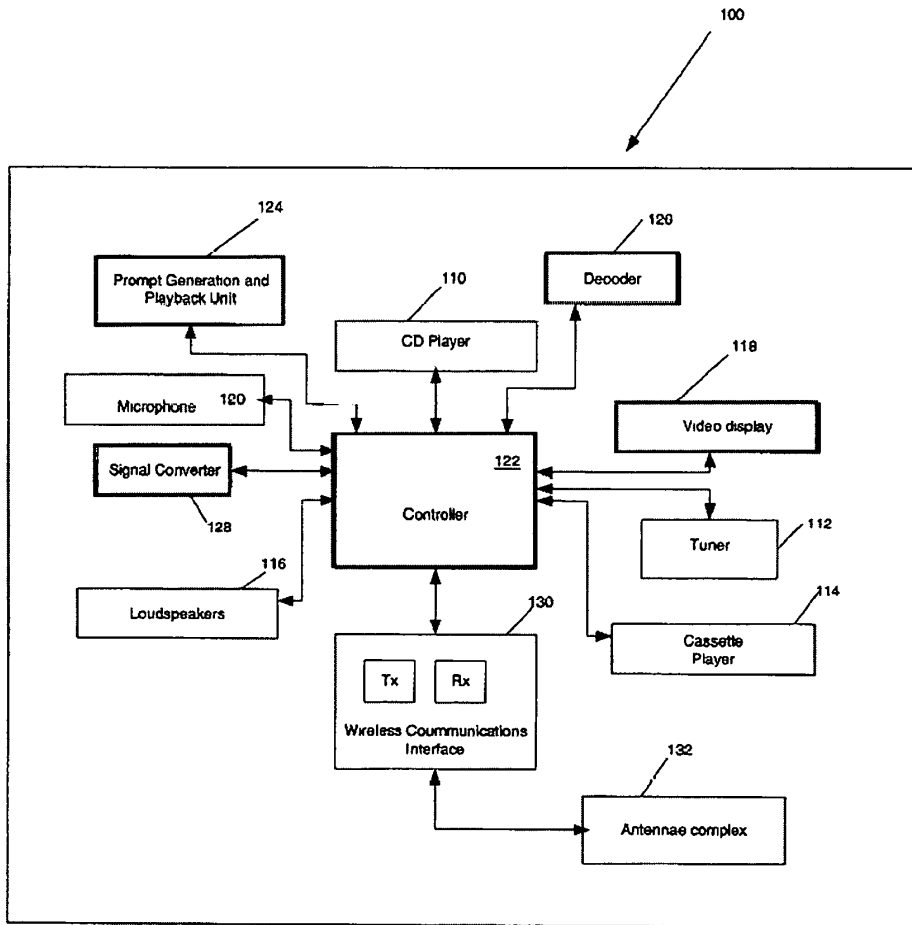 100
124
Prompt Generation and
Playback Unit
110
CD Player
126
Decoder
118
Video display
Microphone 120
Signal Converter
128
122
Controller
Tuner
112
116
Loudspeakers
130
Tx Rx
Wireless Coummunications
Interface
114
Cassette
Player
132
Antennae complex